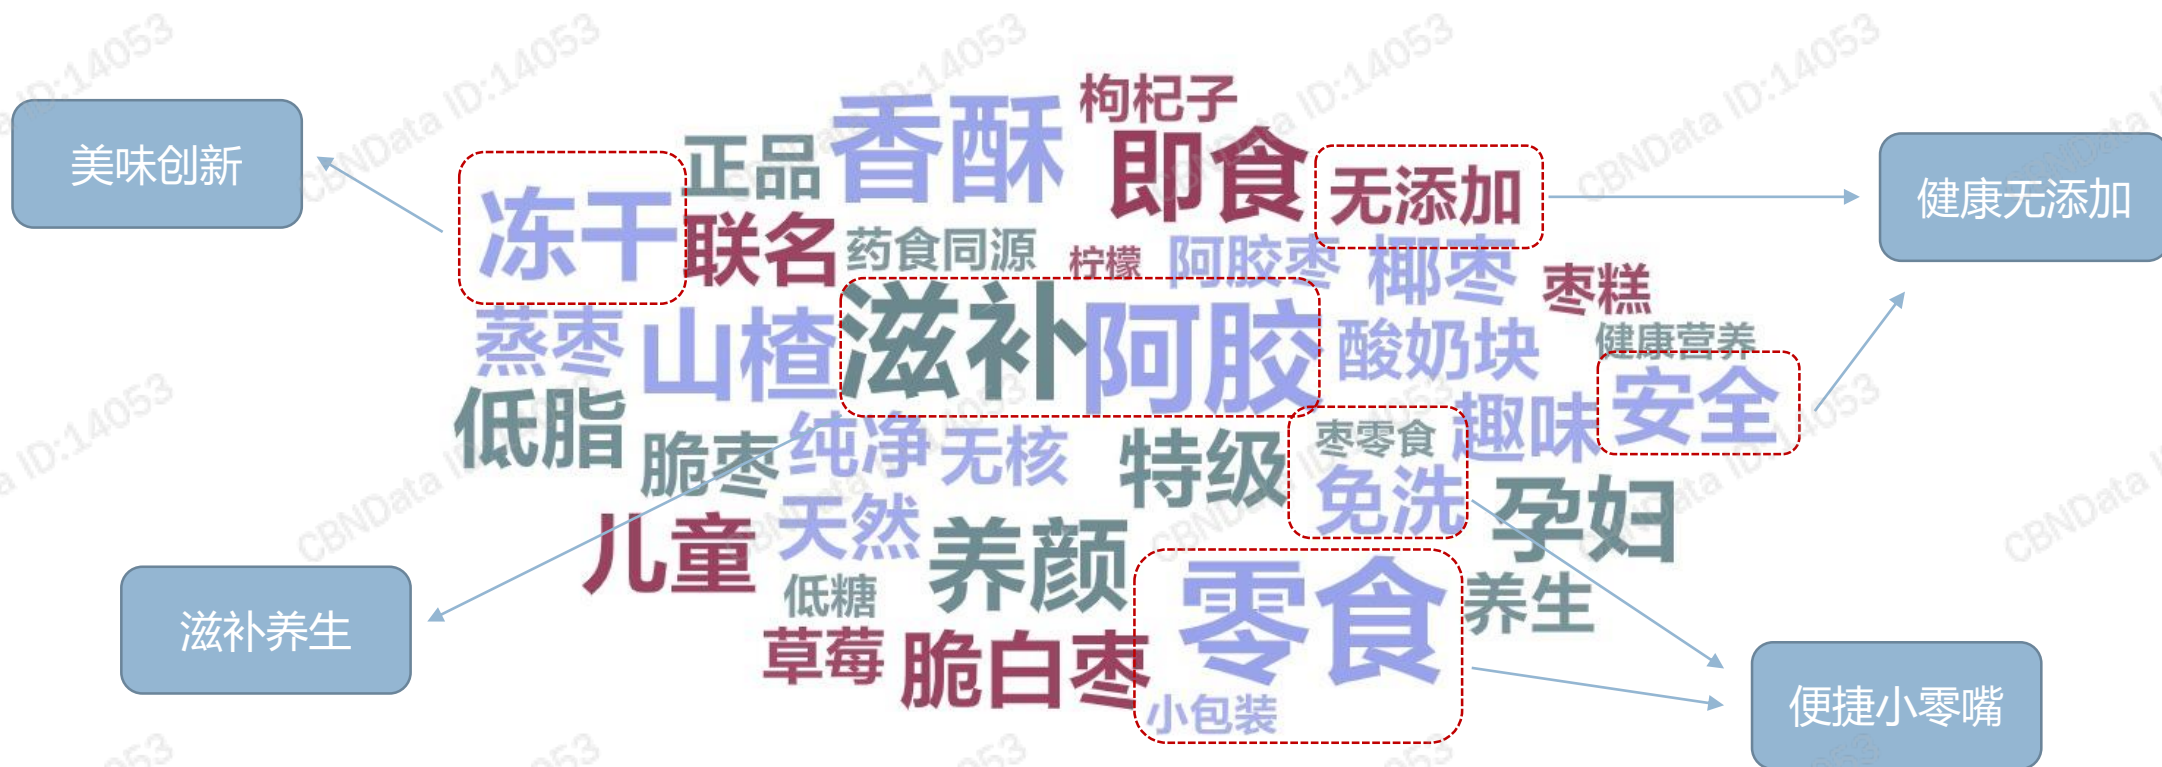 枸杞子
美味创新
正品
香酥
即食
无添加
健康无添加
冻干
联名
药食同源
柠檬
阿胶枣
椰枣
枣糕
蒸枣
山楂
滋补
阿胶
酸奶块
健康营养
安全
低脂
脆枣
纯净
无核
特级
枣零食
趣味
免洗
孕妇
儿童
天然
养颜
零食
养生
低糖
滋补养生
草莓
脆白枣
小包装
便捷小零嘴
CBNData ID:14053